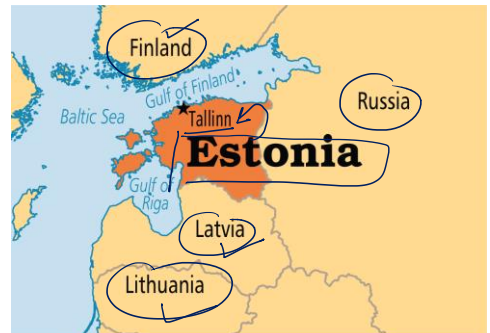 Finland
Gulf of Finland
Baltic Sea
Russia
Tallinn
Estonia
Gulf of
Riga
Latvia
Lithuania